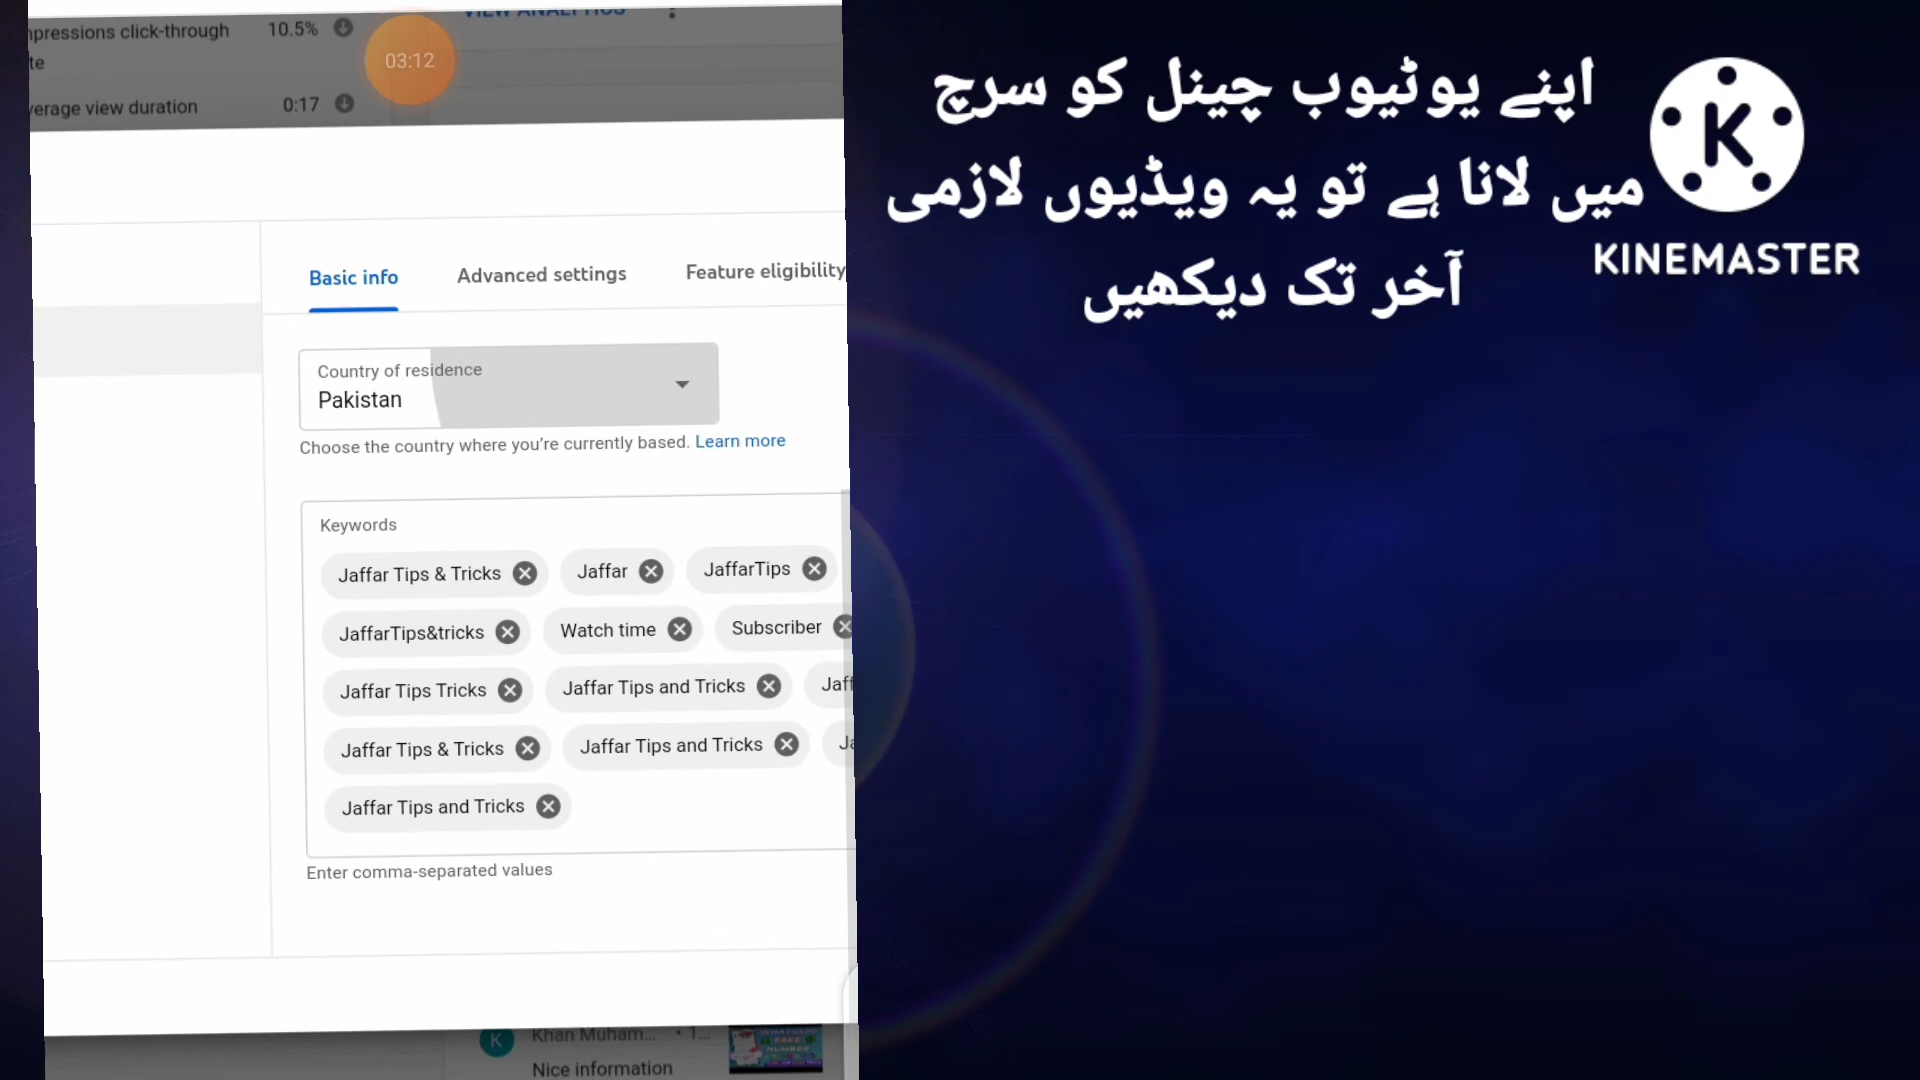 10.5%
click-through
03:12
view duration
0:17
Basic info
Advanced settings
Feature eligibility
Country of residence
Pakistan
Choose the country where you're currently based. Learn more
Keywords
Jaffar Tips & Tricks
Jaffar
JaffarTips
JaffarTips&tricks
Watch time
Subscriber
Jaffar Tips Tricks
Jaffar Tips and Tricks
Jaffar Tips & Tricks
Jaffar Tips and Tricks
Jaffar Tips and Tricks
Enter comma-separated values
K
Khan Muham... • 1...
Nice information
اپنے یوٹیوب چینل کو سرچ
میں لانا ہے تو یہ ویڈیوں لازمی
آخر تک دیکھیں
K
KINEMASTER